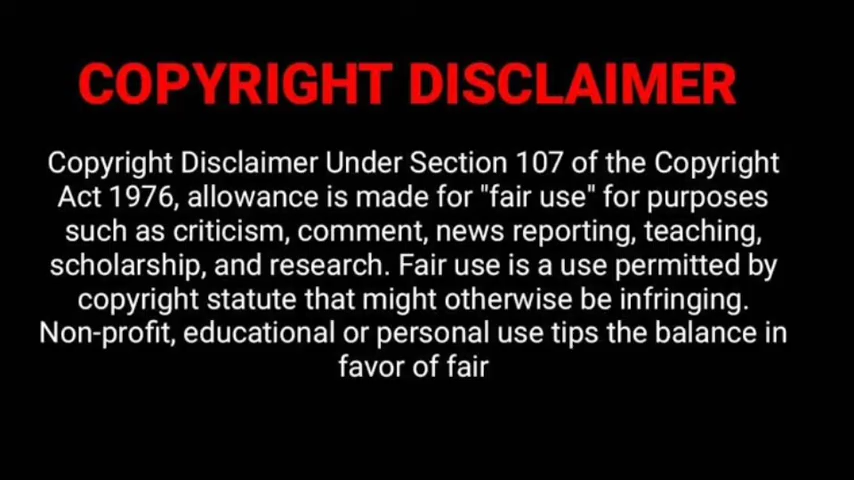 COPYRIGHT DISCLAIMER
Copyright Disclaimer Under Section 107 of the Copyright
Act 1976, allowance is made for "fair use" for purposes
such as criticism, comment, news reporting, teaching,
scholarship, and research. Fair use is a use permitted by
copyright statute that might otherwise be infringing.
Non-profit, educational or personal use tips the balance in
favor of fair